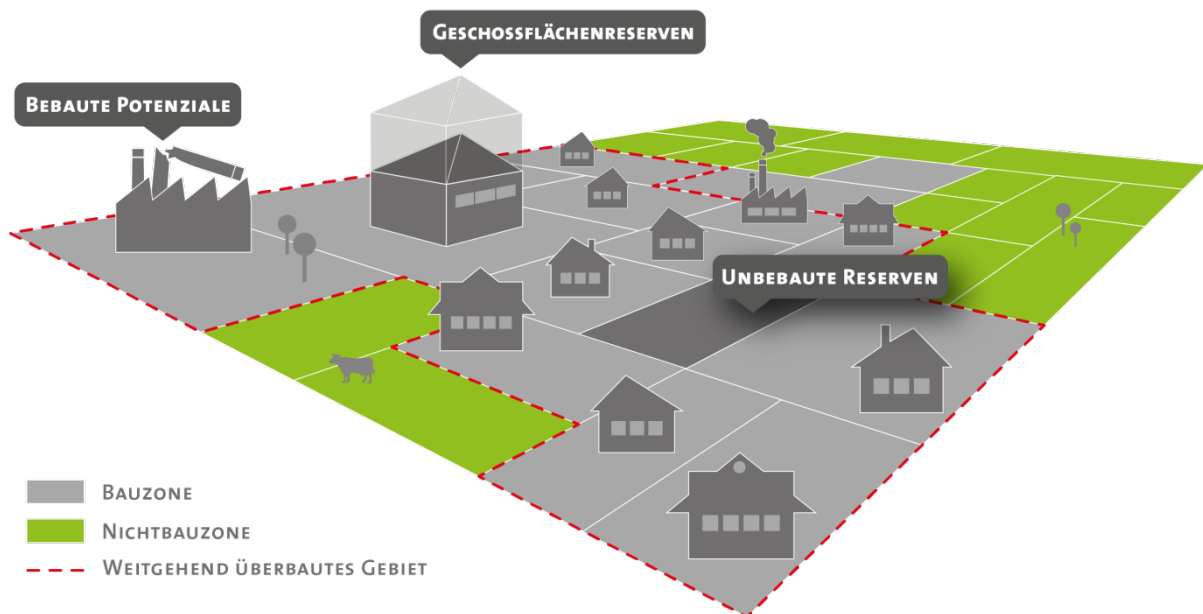 Geschossflächenreserven
Bebaute Potenziale
Unbebaute Reserven
Bauzone
Nichtbauzone
Weitgehend überbautes Gebiet